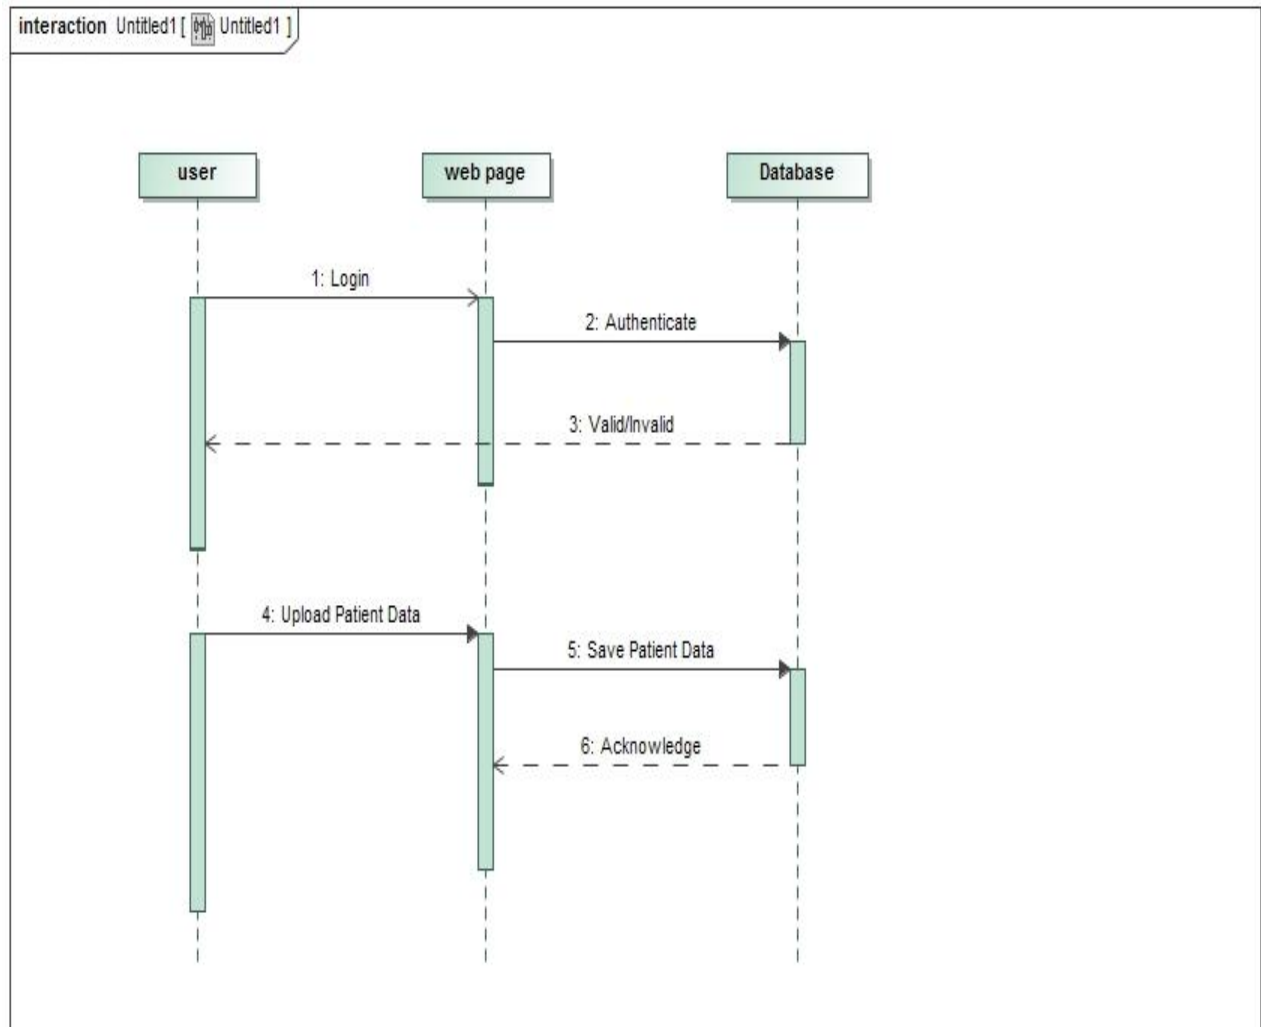 interaction Untitled1 [ Untitled1 ]
user
web page
Database
1: Login
2: Authenticate
3: Valid/Invalid
4: Upload Patient Data
5: Save Patient Data
6: Acknowledge